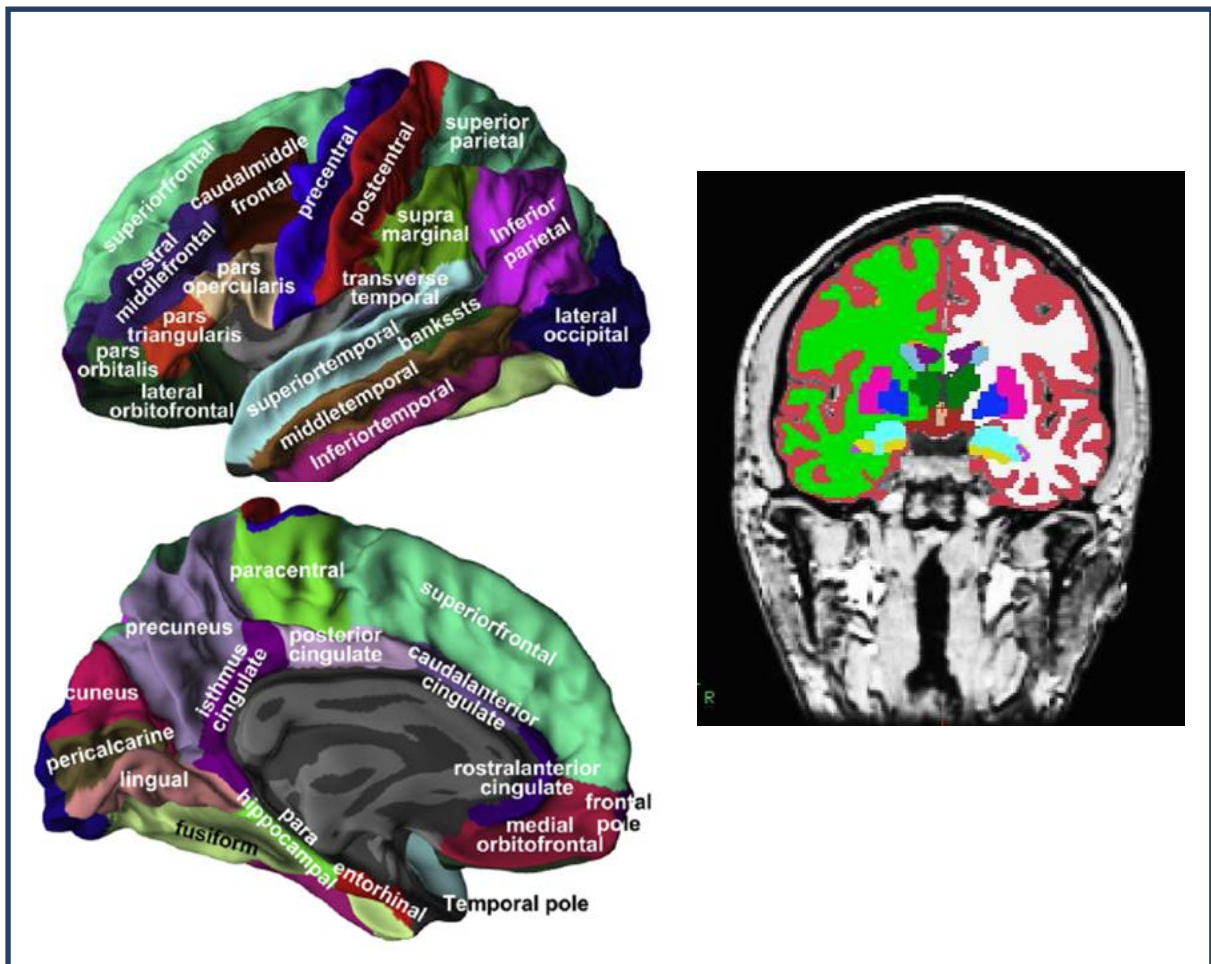 superiorfrontal
caudalmiddle
frontal
precentral
postcentral
superior
parietal
rostral
middlefrontal
pars
opercularis
supra
marginal
Inferior
parietal
transverse
temporal
pars
triangularis
pars
orbitalis
lateral
orbitofrontal
superiortemporal
bankssts
middletemporal
Inferiortemporal
lateral
occipital
paracentral
superiorfrontal
precuneus
posterior
cingulate
isthmus
cingulate
caudalanterior
cingulate
cuneus
pericalcarine
lingual
rostralanterior
cingulate
frontal
pole
medial
orbitofrontal
para
hippocampal
fusiform
entorhinal
Temporal pole
R